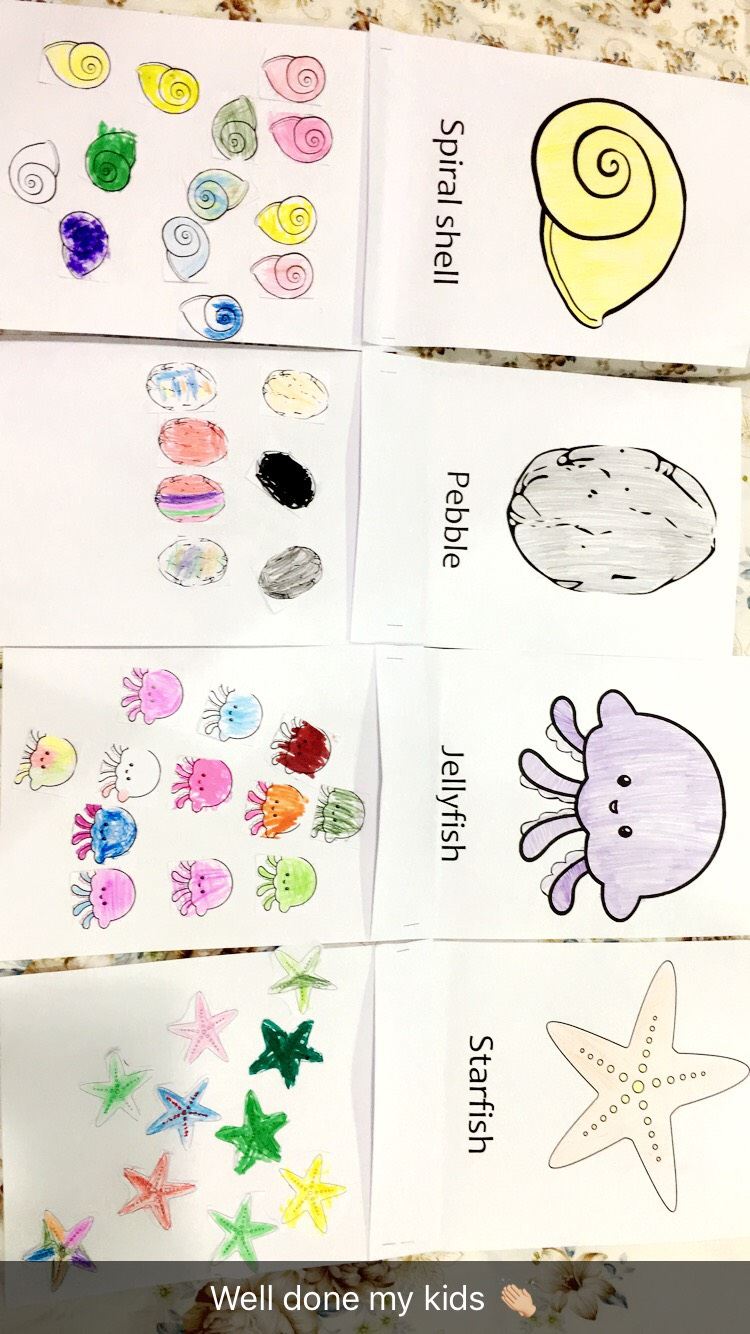 Spiral shell
Pebble
Jellyfish
Starfish
Well done my kids 👏🏻